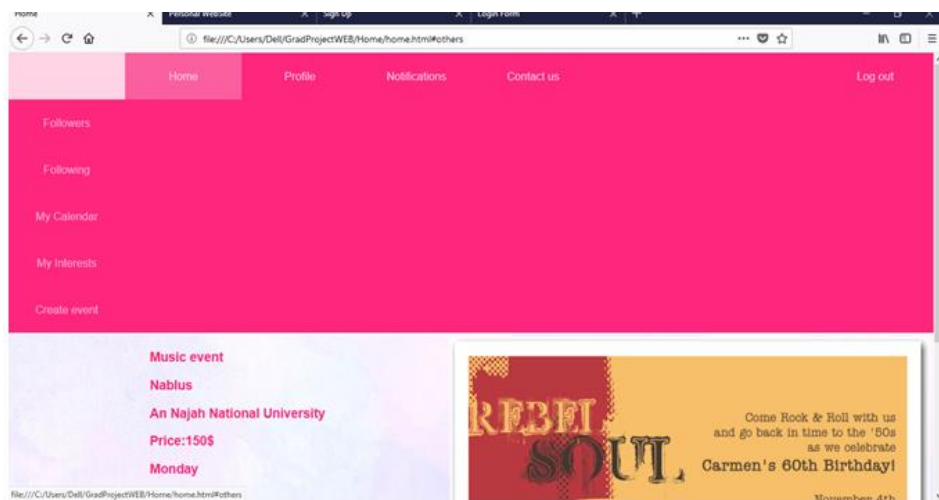 Home Personal WebSite Sign Up Login Form
file:///C:/Users/Dell/GradProjectWEB/Home/home.html#others
Home Profile Notifications Contact us Log out
Followers
Following
My Calendar
My Interests
Create event
Music event
Nablus
An Najah National University
Price:150$
Monday
REBEL
SOUL
Come Rock & Roll with us
and go back in time to the '50s
as we celebrate
Carmen's 60th Birthday!
November 4th
file:///C:/Users/Dell/GradProjectWEB/Home/home.html#others